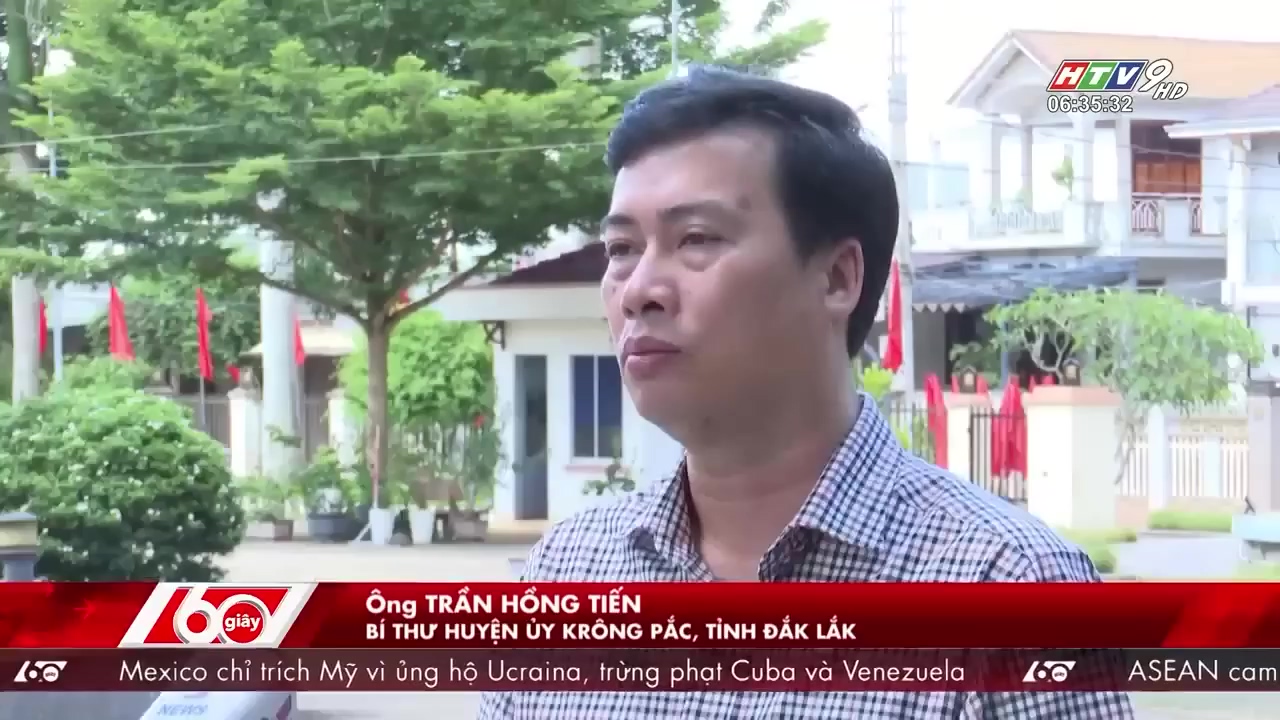 HTV9 HD
06:35:32
60 giây
Ông TRẦN HỒNG TIẾN
BÍ THƯ HUYỆN ỦY KRÔNG PẮC, TỈNH ĐẮK LẮK
60 Mexico chỉ trích Mỹ vì ủng hộ Ucraina, trừng phạt Cuba và Venezuela 60 ASEAN cam
NEWS